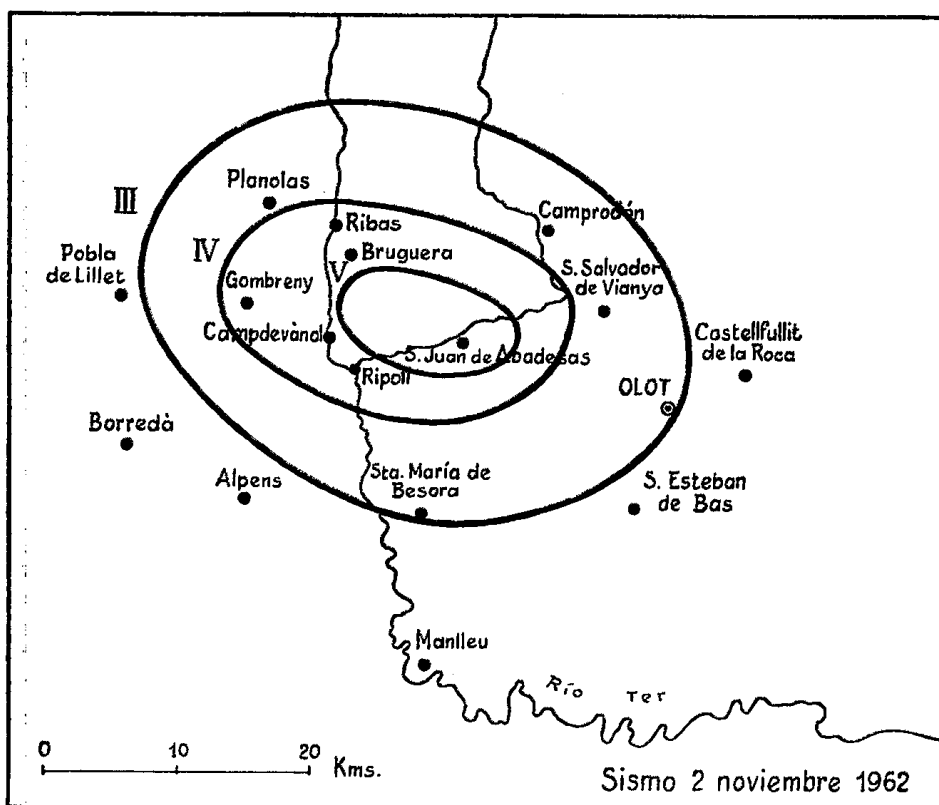 III
Planolas
Camprodón
Ribas
IV
Bruguera
Pobla
de Lillet
V
S. Salvador
de Vianya
Gombreny
Campdevànol
Castellfullit
de la Roca
S. Juan de Abadesas
Ripoll
OLOT
Borredà
Alpens
Sta. María de
Besora
S. Esteban
de Bas
Manlleu
Río Ter
0 10 20 Kms.
Sismo 2 noviembre 1962